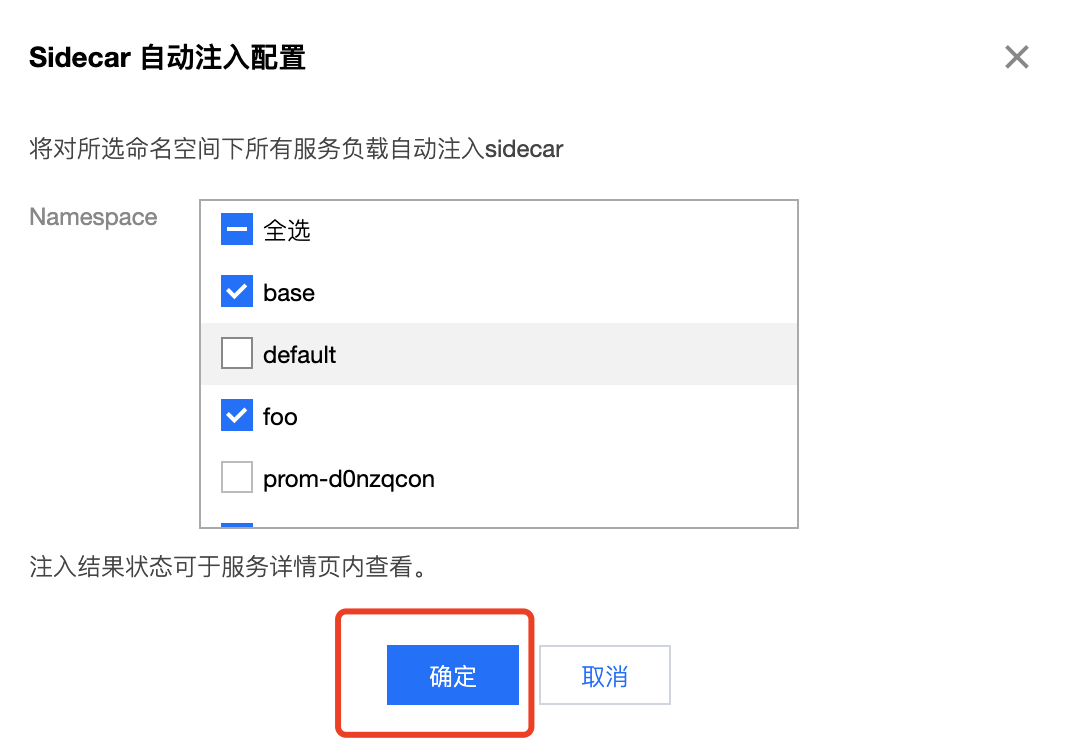 Sidecar 自动注入配置
将对所选命名空间下所有服务负载自动注入sidecar
Namespace
全选
base
default
foo
prom-d0nzqcon
注入结果状态可于服务详情页内查看。
确定
取消